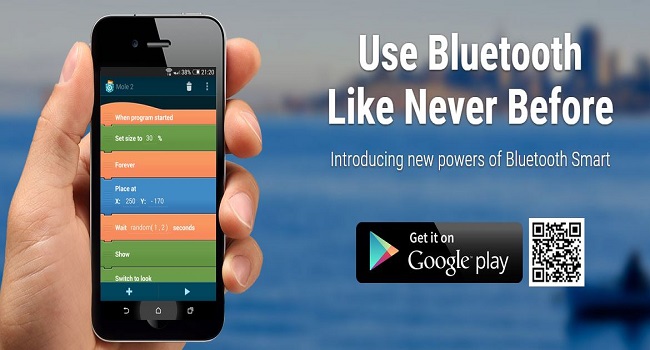 38% 21:20
Mole 2
When program started
Set size to 30 %
Forever
Place at
X: 250 Y: -170
Wait random( 1 , 2 ) seconds
Show
Switch to look
Use Bluetooth
Like Never Before
Introducing new powers of Bluetooth Smart
Get it on
Google play